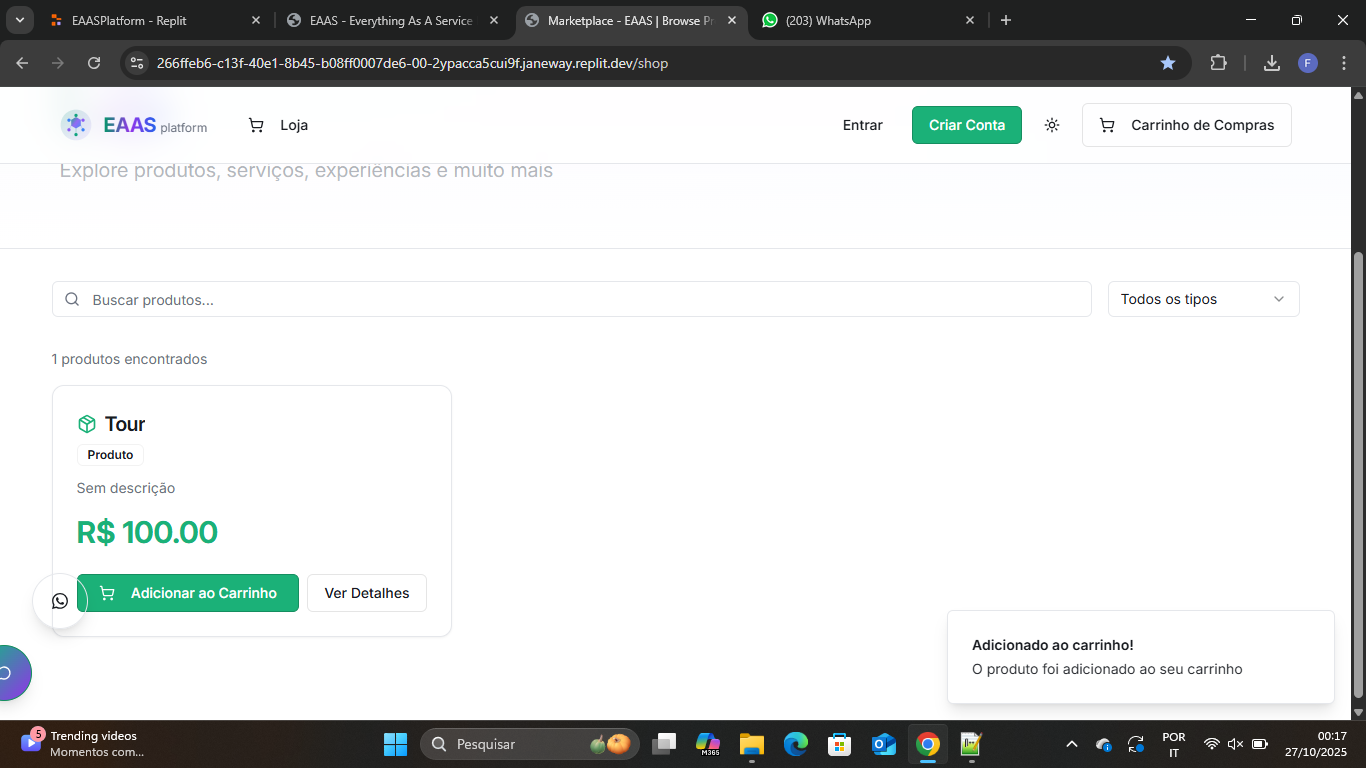 EAASPlatform - Replit
EAAS - Everything As A Service
Marketplace - EAAS | Browse Pr
(203) WhatsApp
266ffeb6-c13f-40e1-8b45-b08ff0007de6-00-2ypacca5cui9f.janeway.replit.dev/shop
F
EAAS platform
Loja
Entrar
Criar Conta
Carrinho de Compras
Explore produtos, serviços, experiências e muito mais
Buscar produtos...
Todos os tipos
1 produtos encontrados
Tour
Produto
Sem descrição
R$ 100.00
Adicionar ao Carrinho
Ver Detalhes
Adicionado ao carrinho!
O produto foi adicionado ao seu carrinho
5
Trending videos
Momentos com...
Pesquisar
M365
POR
IT
00:17
27/10/2025